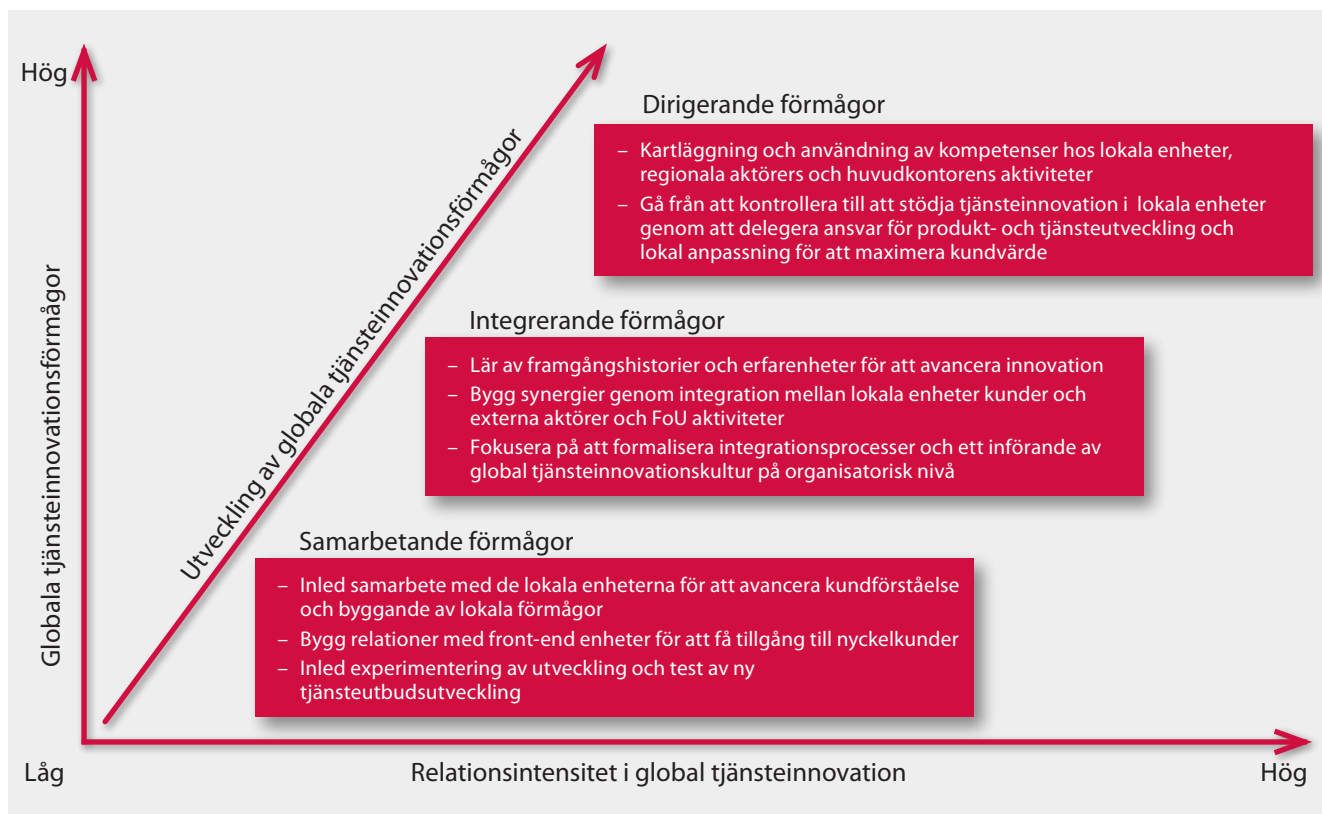 Hög
Dirigerande förmågor
– Kartläggning och användning av kompetenser hos lokala enheter,
regionala aktörers och huvudkontorens aktiviteter
– Gå från att kontrollera till att stödja tjänsteinnovation i lokala enheter
genom att delegera ansvar för produkt- och tjänsteutveckling och
lokal anpassning för att maximera kundvärde
Utveckling av globala tjänsteinnovationsförmågor
Globala tjänsteinnovationsförmågor
Integrerande förmågor
– Lär av framgångshistorier och erfarenheter för att avancera innovation
– Bygg synergier genom integration mellan lokala enheter kunder och
externa aktörer och FoU aktiviteter
– Fokusera på att formalisera integrationsprocesser och ett införande av
global tjänsteinnovationskultur på organisatorisk nivå
Samarbetande förmågor
– Inled samarbete med de lokala enheterna för att avancera kundförståelse
och byggande av lokala förmågor
– Bygg relationer med front-end enheter för att få tillgång till nyckelkunder
– Inled experimentering av utveckling och test av ny
tjänsteutbudsutveckling
Låg
Relationsintensitet i global tjänsteinnovation
Hög